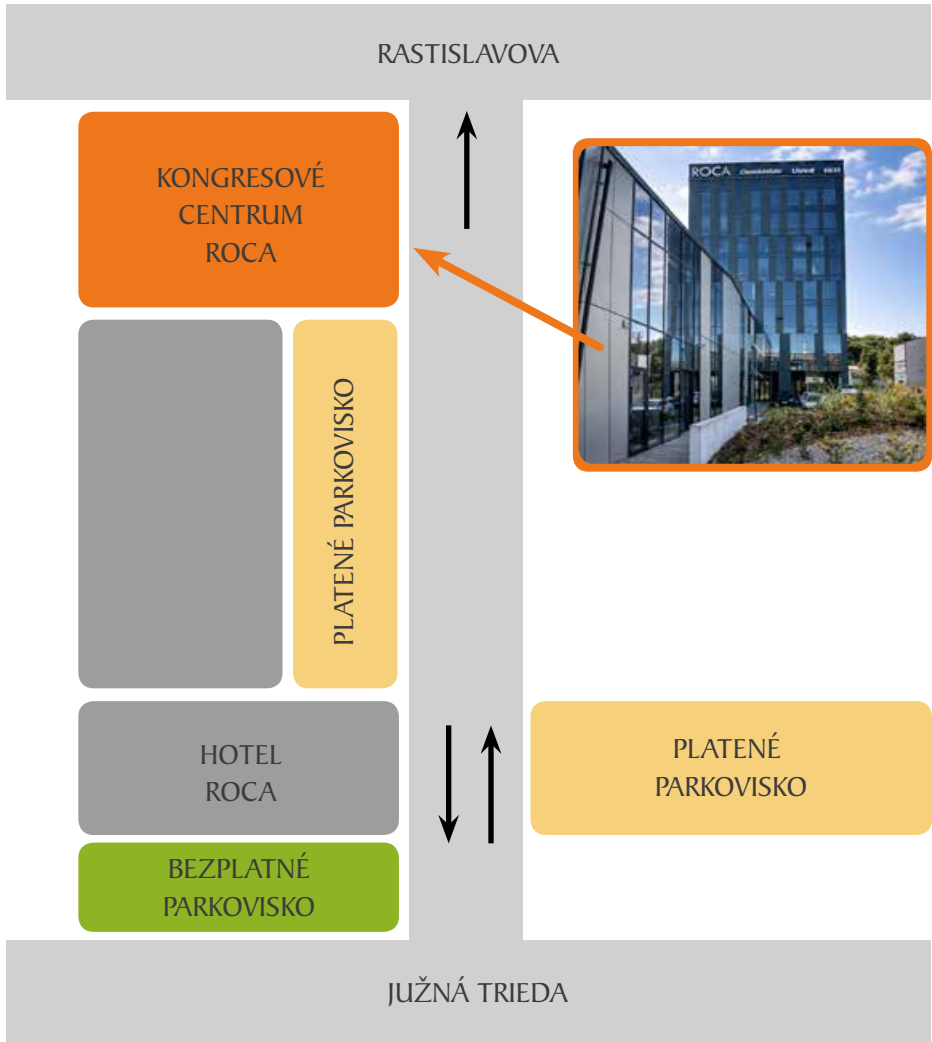 RASTISLAVOVA
KONGRESOVÉ
CENTRUM
ROCA
ROCA
PLATENÉ PARKOVISKO
HOTEL
ROCA
PLATENÉ
PARKOVISKO
BEZPLATNÉ
PARKOVISKO
JUŽNÁ TRIEDA